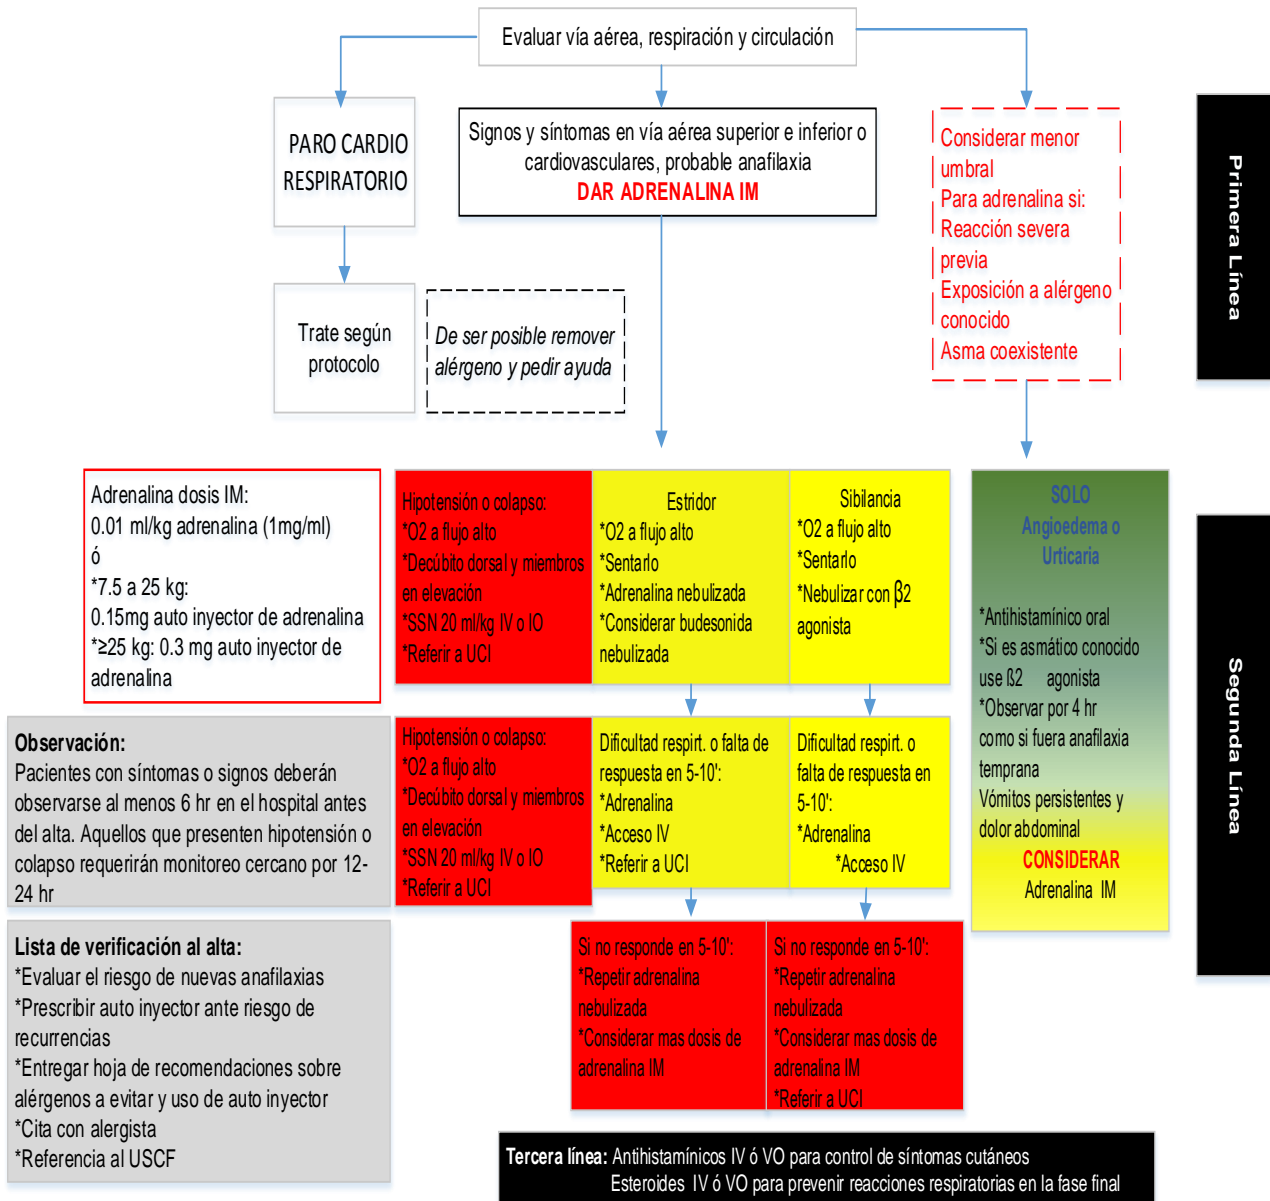 Evaluar vía aérea, respiración y circulación
PARO CARDIO
RESPIRATORIO
Signos y síntomas en vía aérea superior e inferior o
cardiovasculares, probable anafilaxia
DAR ADRENALINA IM
Considerar menor
umbral
Para adrenalina si:
Reacción severa
previa
Exposición a alérgeno
conocido
Asma coexistente
Primera Línea
Trate según
protocolo
De ser posible remover
alérgeno y pedir ayuda
Adrenalina dosis IM:
0.01 ml/kg adrenalina (1mg/ml)
ó
*7.5 a 25 kg:
0.15mg auto inyector de adrenalina
*≥25 kg: 0.3 mg auto inyector de
adrenalina
Hipotensión o colapso:
*O2 a flujo alto
*Decúbito dorsal y miembros
en elevación
*SSN 20 ml/kg IV o IO
*Referir a UCI
Estridor
*O2 a flujo alto
*Sentarlo
*Adrenalina nebulizada
*Considerar budesonida
nebulizada
Sibilancia
*O2 a flujo alto
*Sentarlo
*Nebulizar con β2
agonista
SOLO
Angioedema o
Urticaria
*Antihistamínico oral
*Si es asmático conocido
use ß2 agonista
*Observar por 4 hr
como si fuera anafilaxia
temprana
Vómitos persistentes y
dolor abdominal
CONSIDERAR
Adrenalina IM
Segunda Línea
Observación:
Pacientes con síntomas o signos deberán
observarse al menos 6 hr en el hospital antes
del alta. Aquellos que presenten hipotensión o
colapso requerirán monitoreo cercano por 12-
24 hr
Hipotensión o colapso:
*O2 a flujo alto
*Decúbito dorsal y miembros
en elevación
*SSN 20 ml/kg IV o IO
*Referir a UCI
Dificultad respirt. o falta de
respuesta en 5-10':
*Adrenalina
*Acceso IV
*Referir a UCI
Dificultad respirt. o
falta de respuesta en
5-10':
*Adrenalina
*Acceso IV
Lista de verificación al alta:
*Evaluar el riesgo de nuevas anafilaxias
*Prescribir auto inyector ante riesgo de
recurrencias
*Entregar hoja de recomendaciones sobre
alérgenos a evitar y uso de auto inyector
*Cita con alergista
*Referencia al USCF
Si no responde en 5-10':
*Repetir adrenalina
nebulizada
*Considerar mas dosis de
adrenalina IM
Si no responde en 5-10':
*Repetir adrenalina
nebulizada
*Considerar mas dosis de
adrenalina IM
*Referir a UCI
Tercera línea: Antihistamínicos IV ó VO para control de síntomas cutáneos
Esteroides IV ó VO para prevenir reacciones respiratorias en la fase final